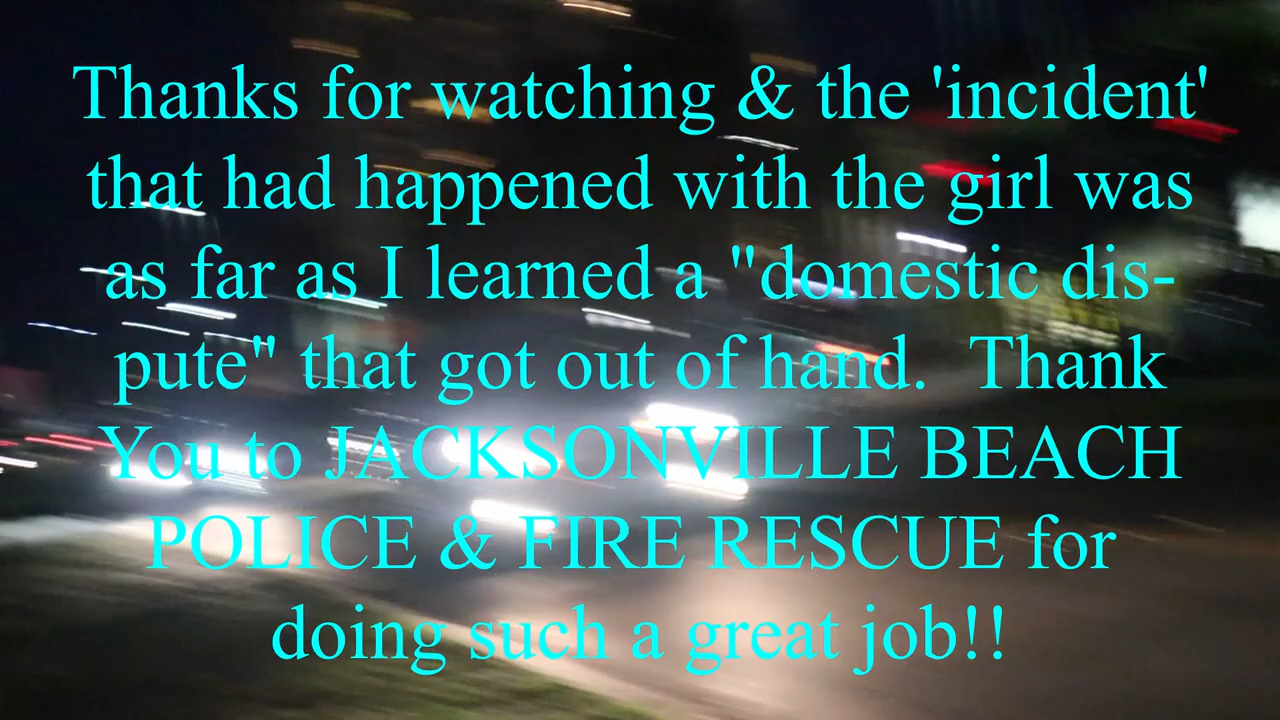 Thanks for watching & the 'incident'
that had happened with the girl was
as far as I learned a "domestic dis-
pute" that got out of hand.  Thank
You to JACKSONVILLE BEACH
POLICE & FIRE RESCUE for
doing such a great job!!